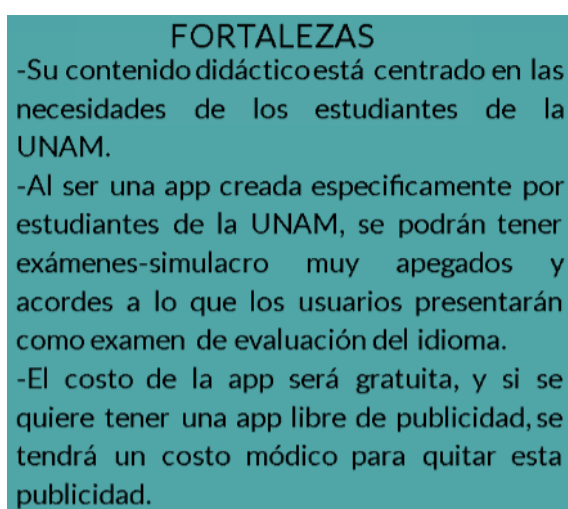 FORTALEZAS
-Su contenido didáctico está centrado en las
necesidades de los estudiantes de la
UNAM.
-Al ser una app creada especificamente por
estudiantes de la UNAM, se podrán tener
exámenes-simulacro muy apegados y
acordes a lo que los usuarios presentarán
como examen de evaluación del idioma.
-El costo de la app será gratuita, y si se
quiere tener una app libre de publicidad, se
tendrá un costo módico para quitar esta
publicidad.